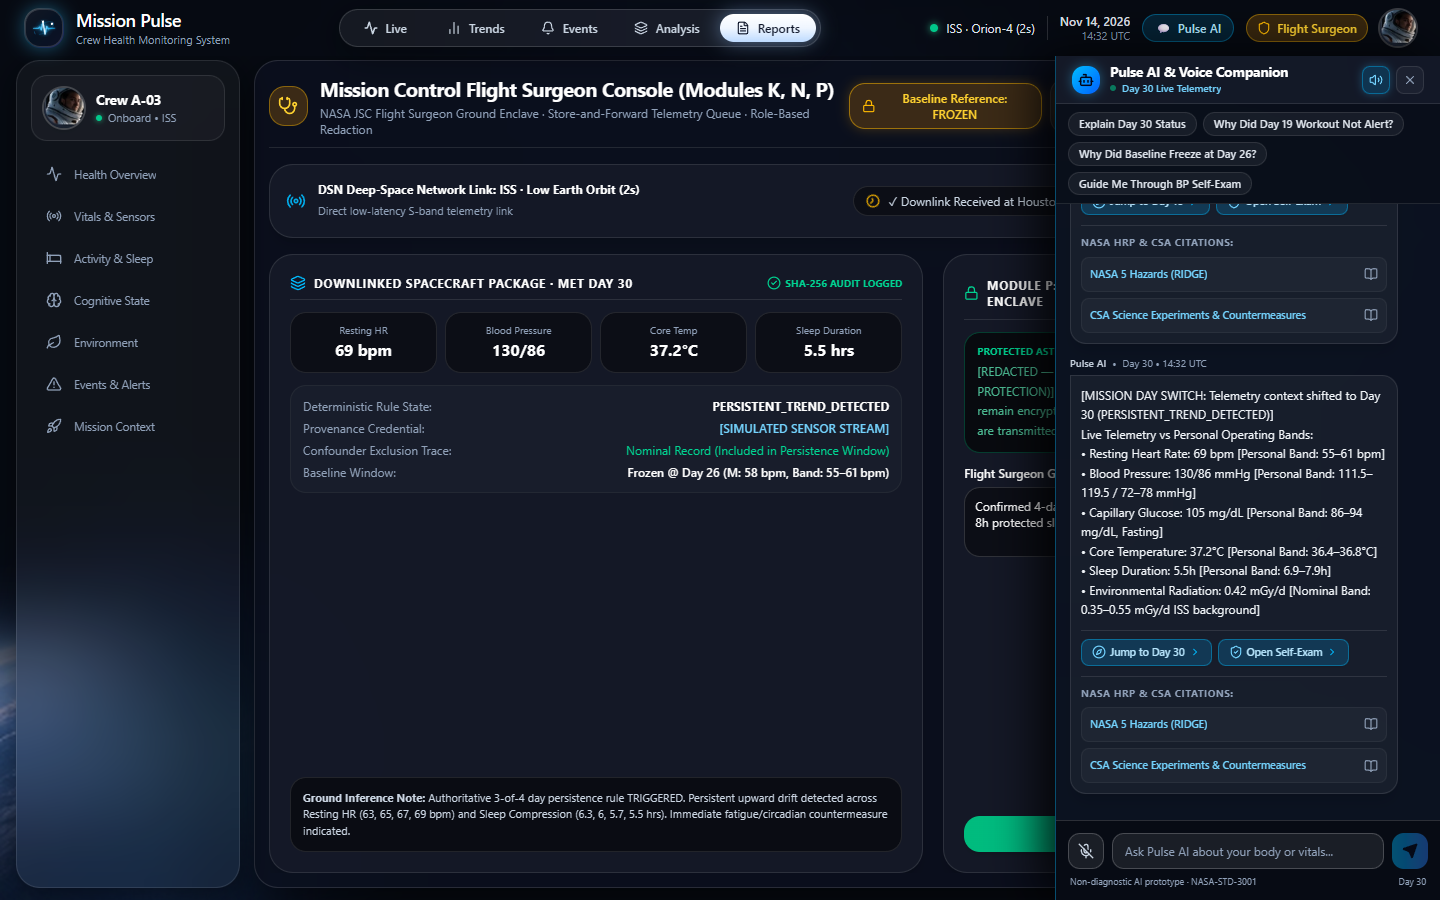 Mission Pulse
Crew Health Monitoring System
Live
Trends
Events
Analysis
Reports
ISS · Orion-4 (2s)
Nov 14, 2026
14:32 UTC
Pulse AI
Flight Surgeon
Crew A-03
Onboard • ISS
Health Overview
Vitals & Sensors
Activity & Sleep
Cognitive State
Environment
Events & Alerts
Mission Context
Mission Control Flight Surgeon Console (Modules K, N, P)
NASA JSC Flight Surgeon Ground Enclave · Store-and-Forward Telemetry Queue · Role-Based
Redaction
Baseline Reference:
FROZEN
DSN Deep-Space Network Link: ISS · Low Earth Orbit (2s)
Direct low-latency S-band telemetry link
✓ Downlink Received at Housto
DOWNLINKED SPACECRAFT PACKAGE · MET DAY 30
SHA-256 AUDIT LOGGED
Resting HR
69 bpm
Blood Pressure
130/86
Core Temp
37.2°C
Sleep Duration
5.5 hrs
Deterministic Rule State:
PERSISTENT_TREND_DETECTED
Provenance Credential:
[SIMULATED SENSOR STREAM]
Confounder Exclusion Trace:
Nominal Record (Included in Persistence Window)
Baseline Window:
Frozen @ Day 26 (M: 58 bpm, Band: 55–61 bpm)
Ground Inference Note: Authoritative 3-of-4 day persistence rule TRIGGERED. Persistent upward drift detected across
Resting HR (63, 65, 67, 69 bpm) and Sleep Compression (6.3, 6, 5.7, 5.5 hrs). Immediate fatigue/circadian countermeasure
indicated.
MODULE P:
ENCLAVE
PROTECTED AST
[REDACTED —
PROTECTION)]
remain encrypt
are transmitte
Flight Surgeon G
Confirmed 4-da
8h protected sl
Pulse AI & Voice Companion
Day 30 Live Telemetry
Explain Day 30 Status
Why Did Day 19 Workout Not Alert?
Why Did Baseline Freeze at Day 26?
Guide Me Through BP Self-Exam
NASA HRP & CSA CITATIONS:
NASA 5 Hazards (RIDGE)
CSA Science Experiments & Countermeasures
Pulse AI • Day 30 • 14:32 UTC
[MISSION DAY SWITCH: Telemetry context shifted to Day
30 (PERSISTENT_TREND_DETECTED)]
Live Telemetry vs Personal Operating Bands:
• Resting Heart Rate: 69 bpm [Personal Band: 55–61 bpm]
• Blood Pressure: 130/86 mmHg [Personal Band: 111.5–
119.5 / 72–78 mmHg]
• Capillary Glucose: 105 mg/dL [Personal Band: 86–94
mg/dL, Fasting]
• Core Temperature: 37.2°C [Personal Band: 36.4–36.8°C]
• Sleep Duration: 5.5h [Personal Band: 6.9–7.9h]
• Environmental Radiation: 0.42 mGy/d [Nominal Band:
0.35–0.55 mGy/d ISS background]
Jump to Day 30
Open Self-Exam
NASA HRP & CSA CITATIONS:
NASA 5 Hazards (RIDGE)
CSA Science Experiments & Countermeasures
Ask Pulse AI about your body or vitals...
Non-diagnostic AI prototype · NASA-STD-3001
Day 30